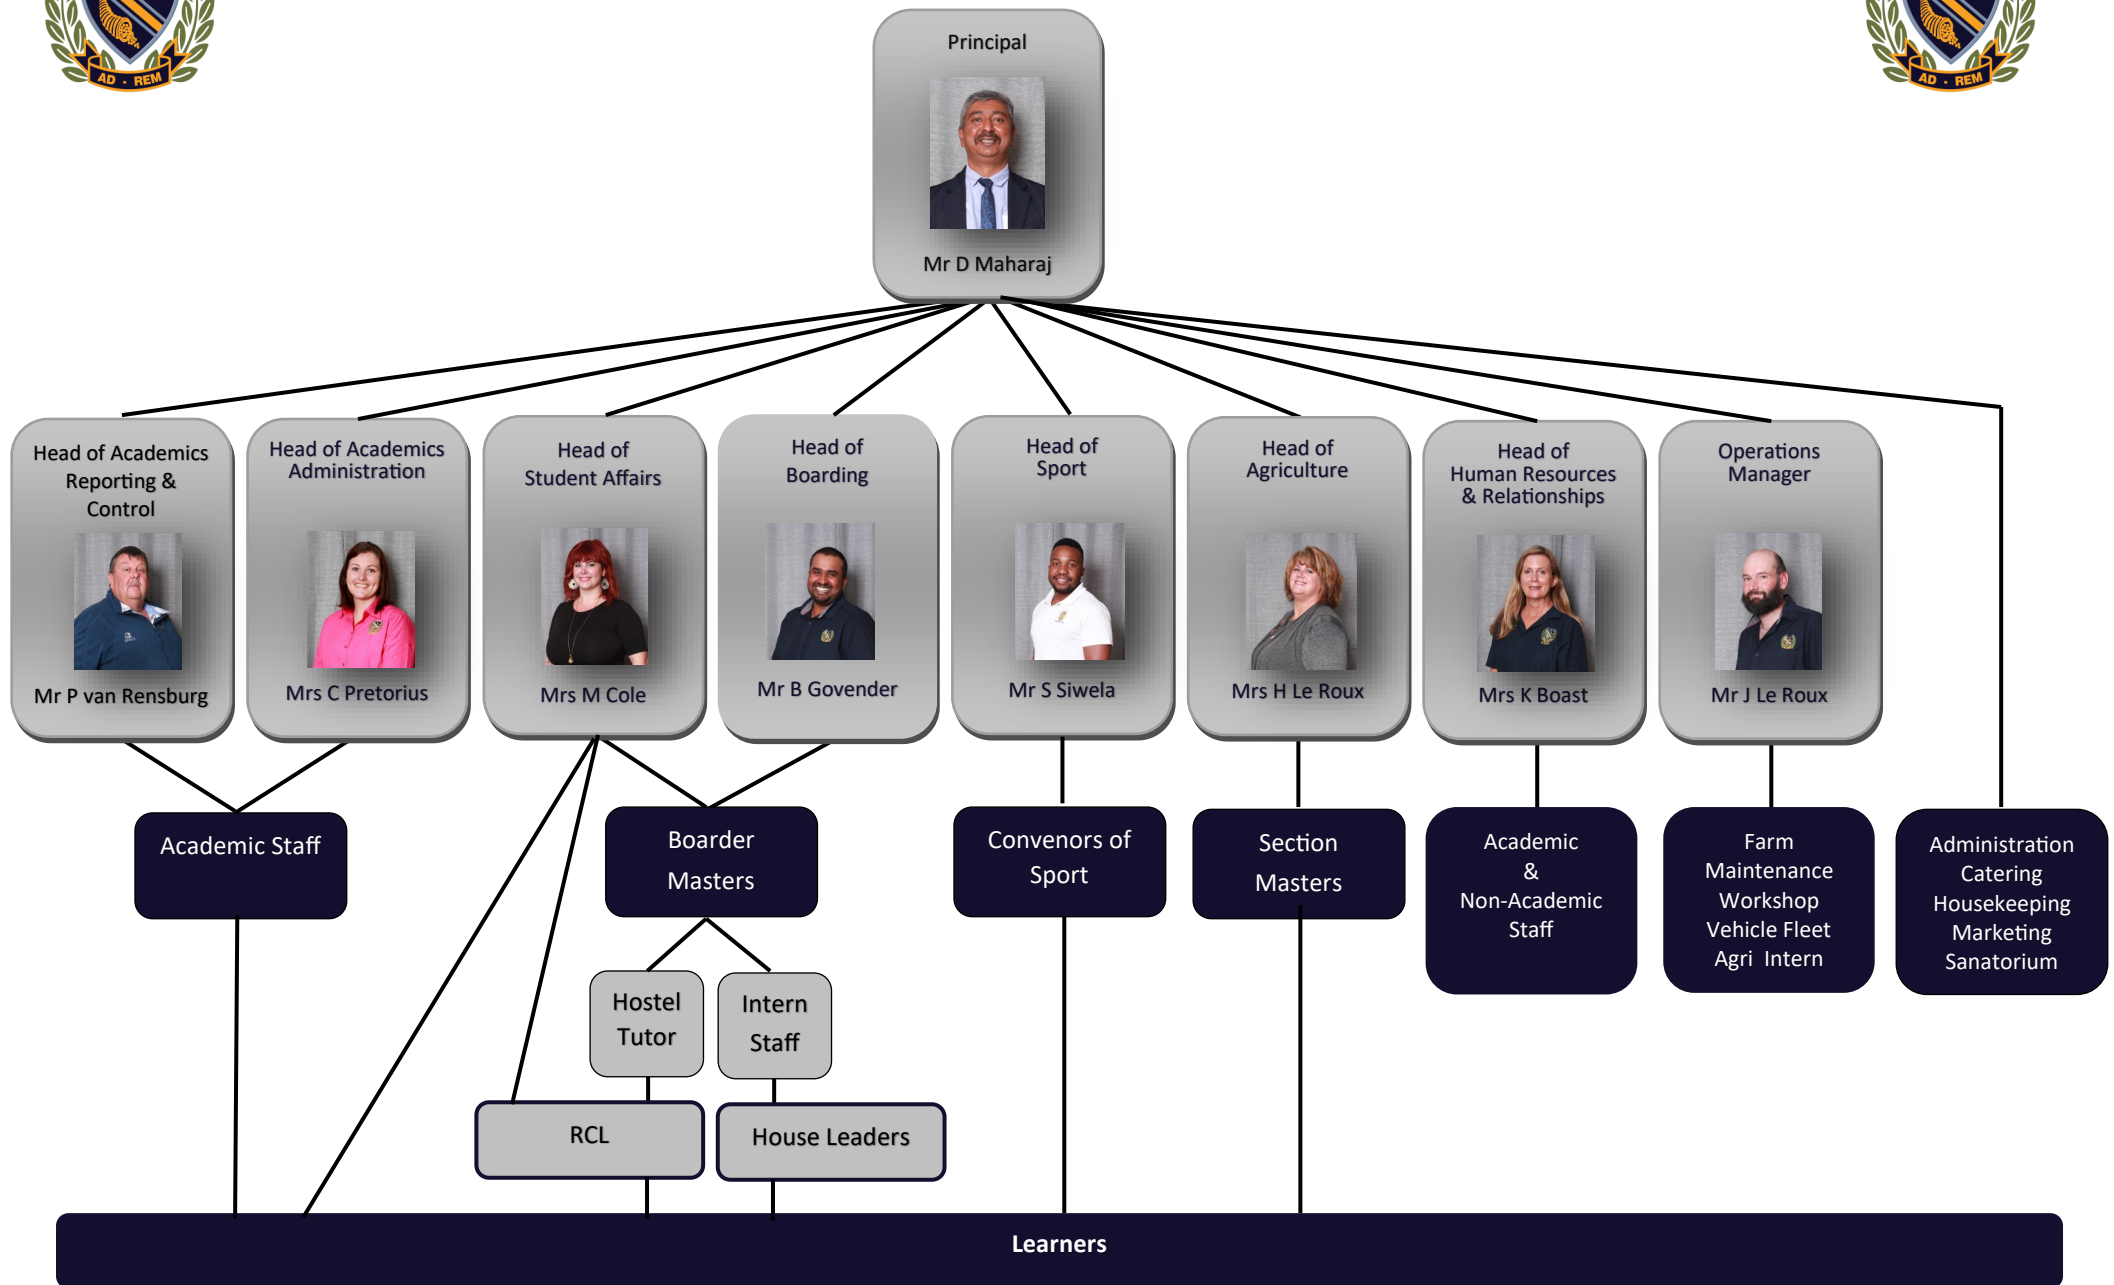 AD - REM
AD - REM
Principal
Mr D Maharaj
Head of Academics
Reporting &
Control
Mr P van Rensburg
Head of Academics
Administration
Mrs C Pretorius
Head of
Student Affairs
Mrs M Cole
Head of
Boarding
Mr B Govender
Head of
Sport
Mr S Siwela
Head of
Agriculture
Mrs H Le Roux
Head of
Human Resources
& Relationships
Mrs K Boast
Operations
Manager
Mr J Le Roux
Academic Staff
Boarder
Masters
Convenors of
Sport
Section
Masters
Academic
&
Non-Academic
Staff
Farm
Maintenance
Workshop
Vehicle Fleet
Agri Intern
Administration
Catering
Housekeeping
Marketing
Sanatorium
Hostel
Tutor
Intern
Staff
RCL
House Leaders
Learners